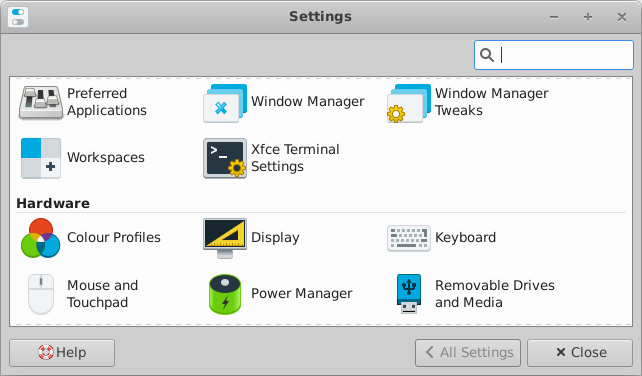 Settings
Preferred
Applications
Window Manager
Window Manager
Tweaks
Workspaces
>_
Xfce Terminal
Settings
Hardware
Colour Profiles
Display
Keyboard
Mouse and
Touchpad
Power Manager
Removable Drives
and Media
Help
All Settings
Close